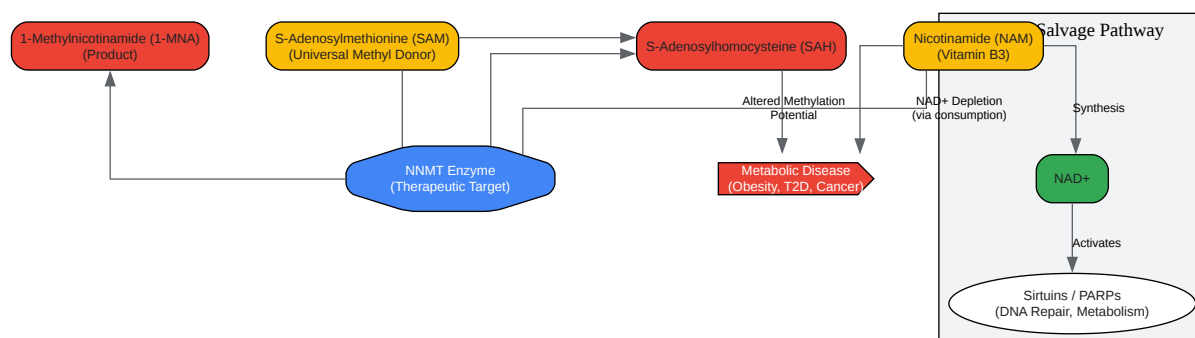 1-Methylnicotinamide (1-MNA)
(Product)
S-Adenosylmethionine (SAM)
(Universal Methyl Donor)
S-Adenosylhomocysteine (SAH)
Nicotinamide (NAM)
(Vitamin B3)
Salvage Pathway
Altered Methylation
Potential
NAD+ Depletion
(via consumption)
Synthesis
NNMT Enzyme
(Therapeutic Target)
Metabolic Disease
(Obesity, T2D, Cancer)
NAD+
Activates
Sirtuins / PARPs
(DNA Repair, Metabolism)